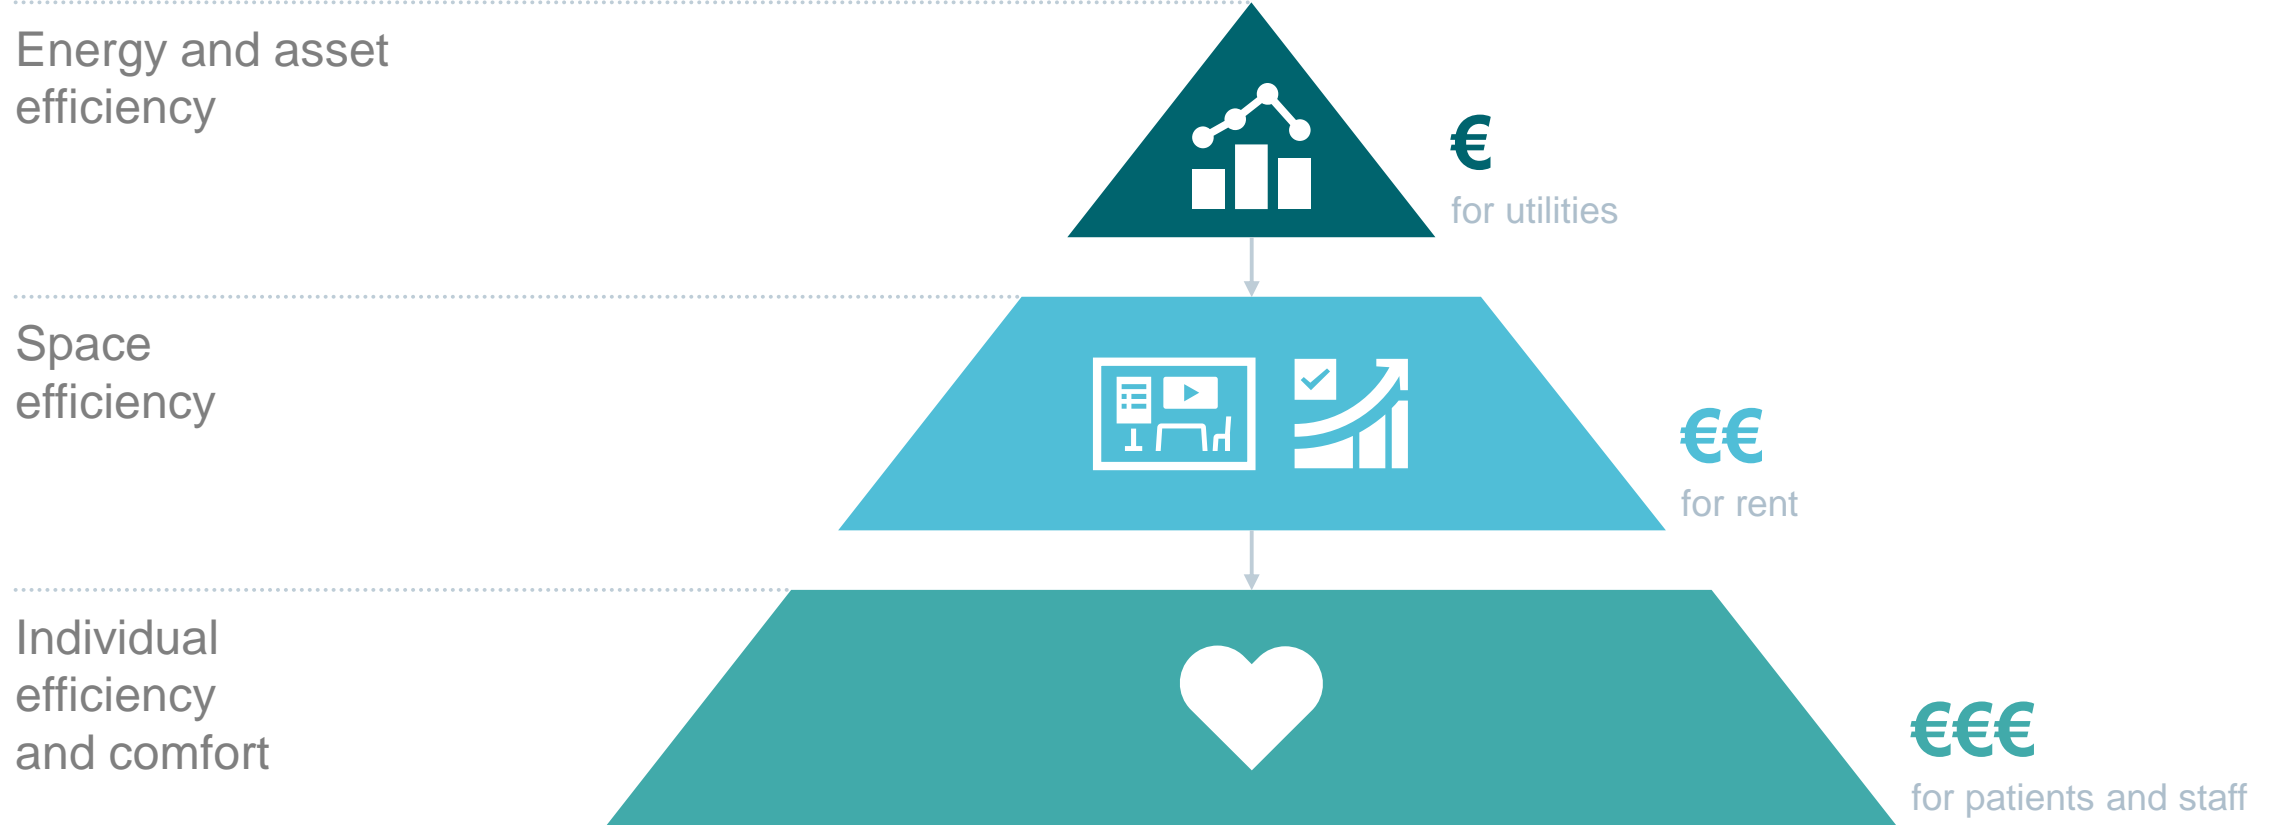 Energy and asset
efficiency
€
for utilities
Space
efficiency
€€
for rent
Individual
efficiency
and comfort
€€€
for patients and staff